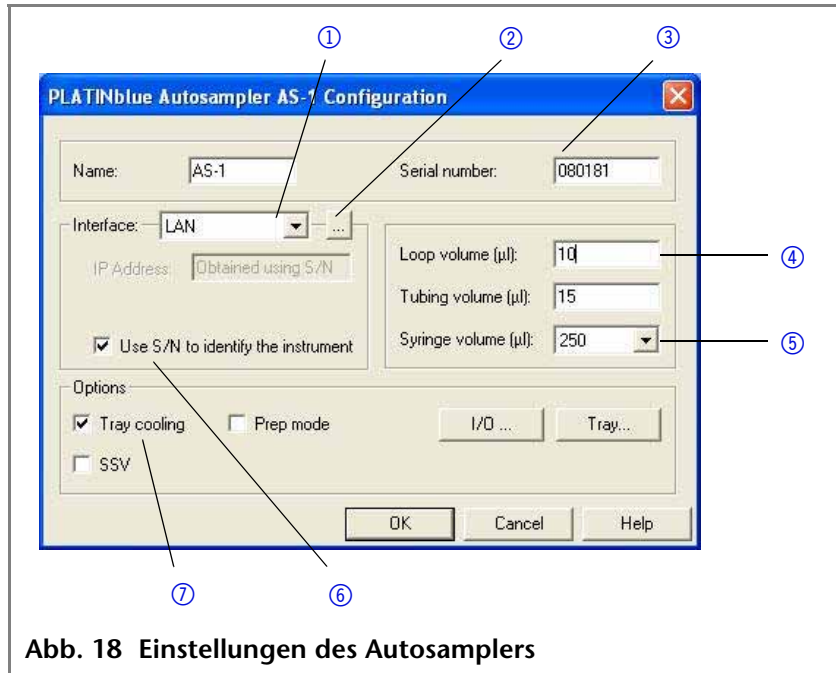 ① ② ③
PLATINblue Autosampler AS-1 Configuration
Name: AS-1 Serial number: 080181
Interface: LAN ...
IP Address: Obtained using S/N
Use S/N to identify the instrument
Loop volume (µl): 10 ④
Tubing volume (µl): 15
Syringe volume (µl): 250 ⑤
Options
Tray cooling Prep mode I/O ... Tray...
SSV
OK Cancel Help
⑦ ⑥
Abb. 18 Einstellungen des Autosamplers